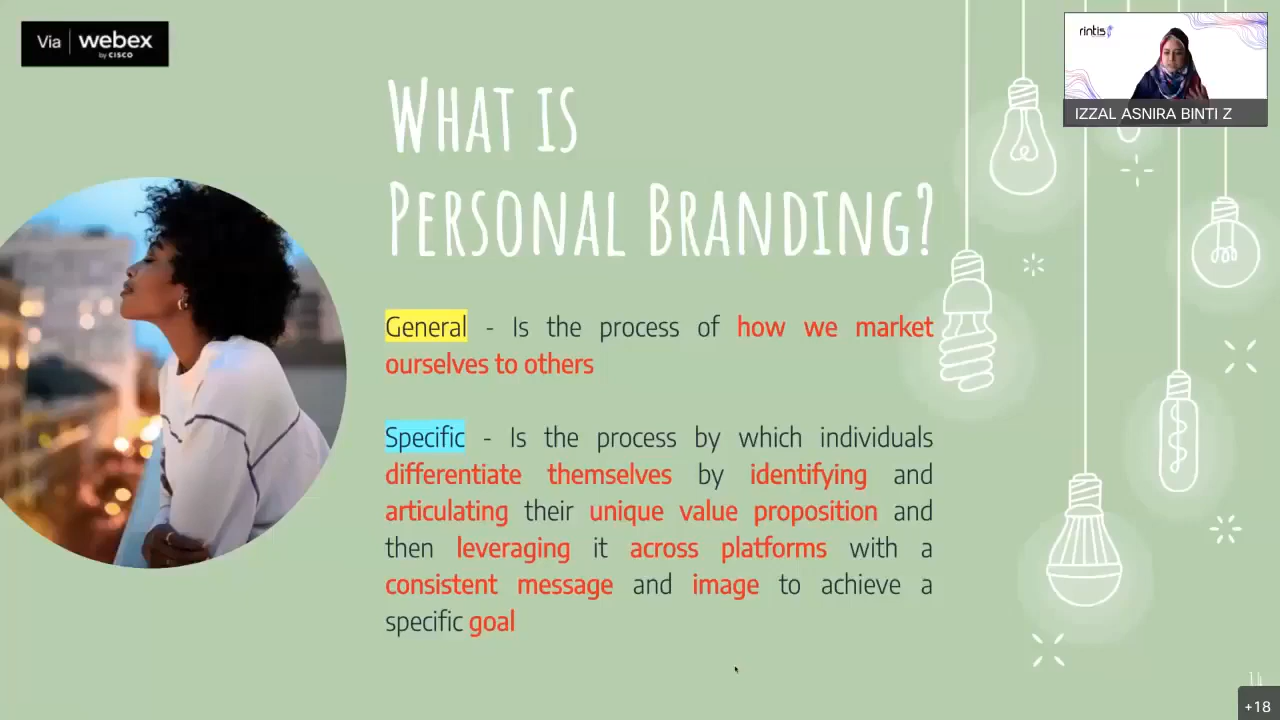 Via webex
by CISCO
rintis
IZZAL ASNIRA BINTI Z
WHAT IS
PERSONAL BRANDING?
General - Is the process of how we market
ourselves to others
Specific - Is the process by which individuals
differentiate themselves by identifying and
articulating their unique value proposition and
then leveraging it across platforms with a
consistent message and image to achieve a
specific goal
+18